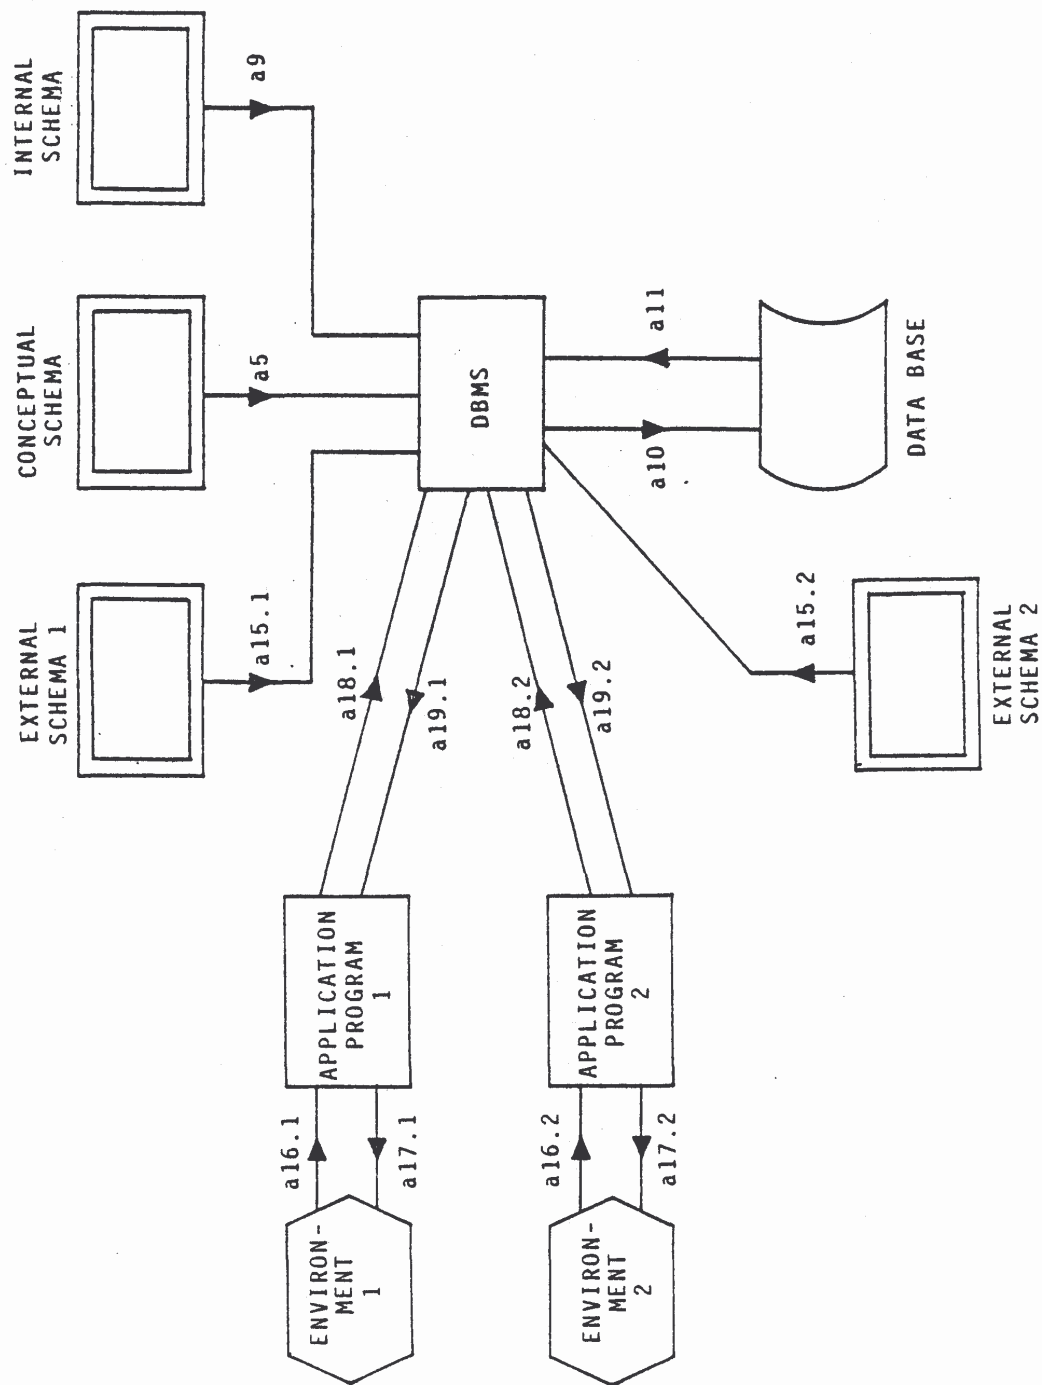 EXTERNAL
SCHEMA 1
CONCEPTUAL
SCHEMA
INTERNAL
SCHEMA
a15.1
a5
a9
a16.1
a18.1
ENVIRON-
MENT
1
APPLICATION
PROGRAM
1
a17.1
a19.1
DBMS
a16.2
a18.2
a19.2
ENVIRON-
MENT
2
APPLICATION
PROGRAM
2
a17.2
a10
a11
a15.2
DATA BASE
EXTERNAL
SCHEMA 2